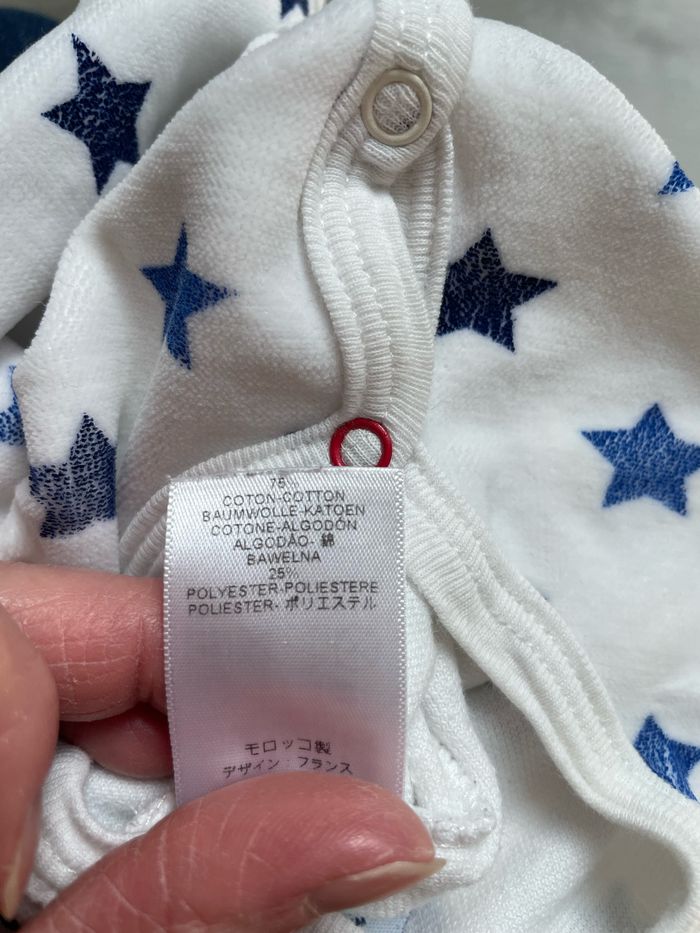 75%
COTON-COTTON
BAUMWOLLE-KATOEN
COTONE-ALGODÓN
ALGODÃO- 綿
BAWELNA
25%
POLYESTER-POLIESTERE
POLIESTER- ポリエステル
モロッコ製
デザイン:フランス